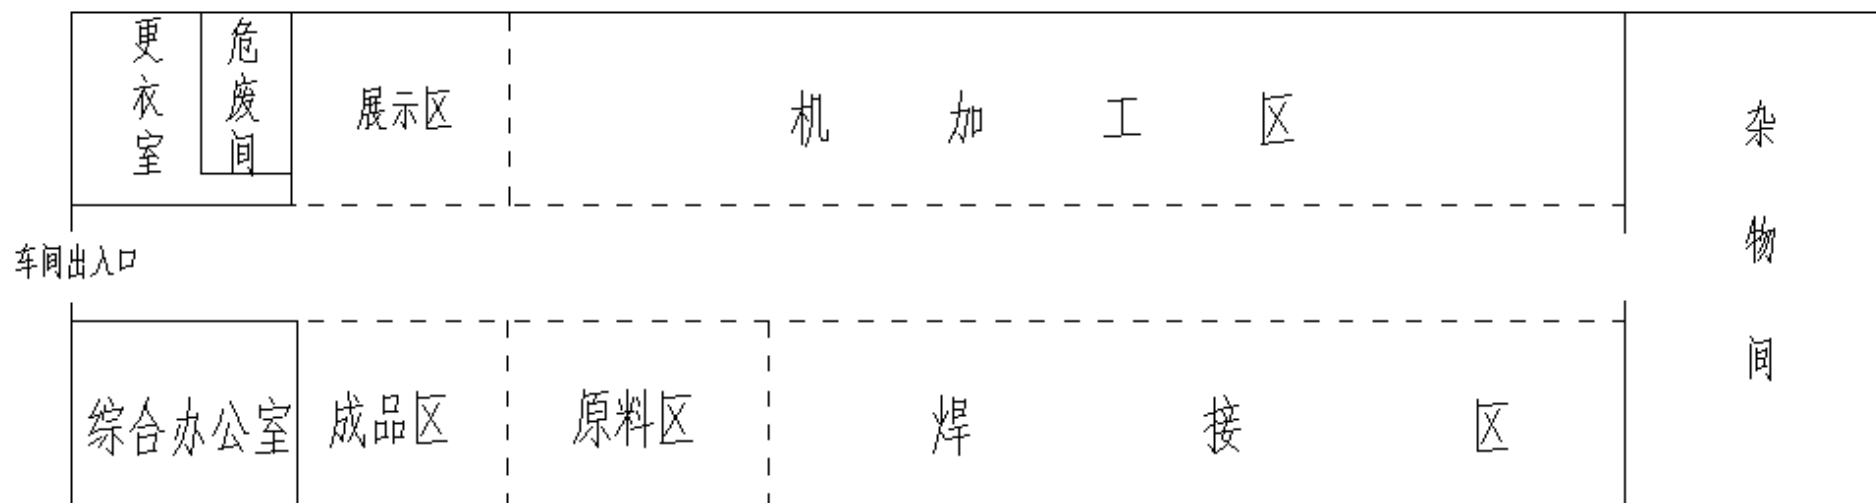 更衣室
危废间
展示区
机加工区
杂物间
车间出入口
综合办公室
成品区
原料区
焊接区